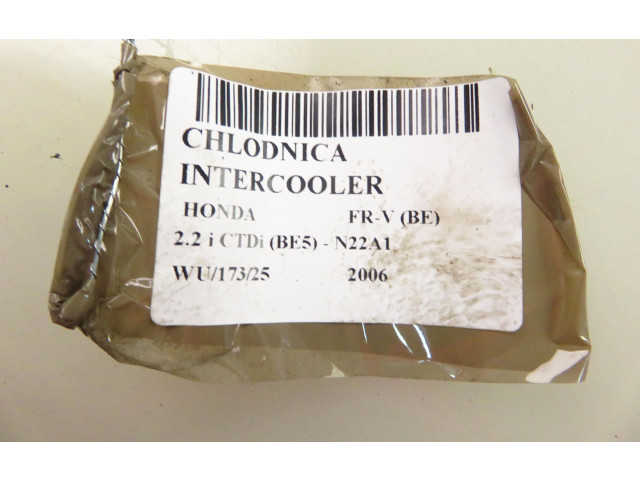 CHLODNICA
INTERCOOLER
HONDA FR-V (BE)
2.2 i CTDi (BE5) - N22A1
WU/173/25 2006